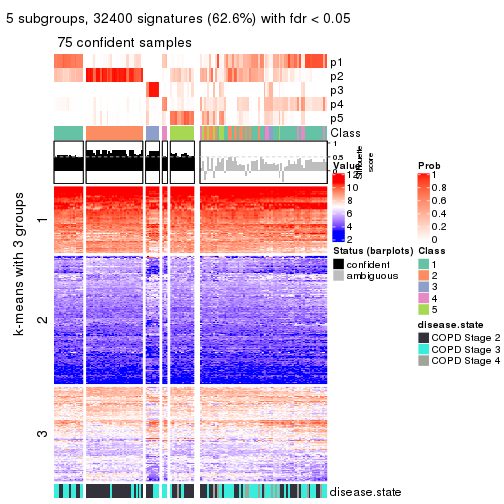 5 subgroups, 32400 signatures (62.6%) with fdr < 0.05
75 confident samples
p1
p2
p3
p4
p5
Class
1
0.5
0
Silhouette
score
Value
12
10
8
6
4
2
Prob
1
0.8
0.6
0.4
0.2
0
Status (barplots)
confident
ambiguous
Class
1
2
3
4
5
disease.state
COPD Stage 2
COPD Stage 3
COPD Stage 4
k-means with 3 groups
1
2
3
disease.state